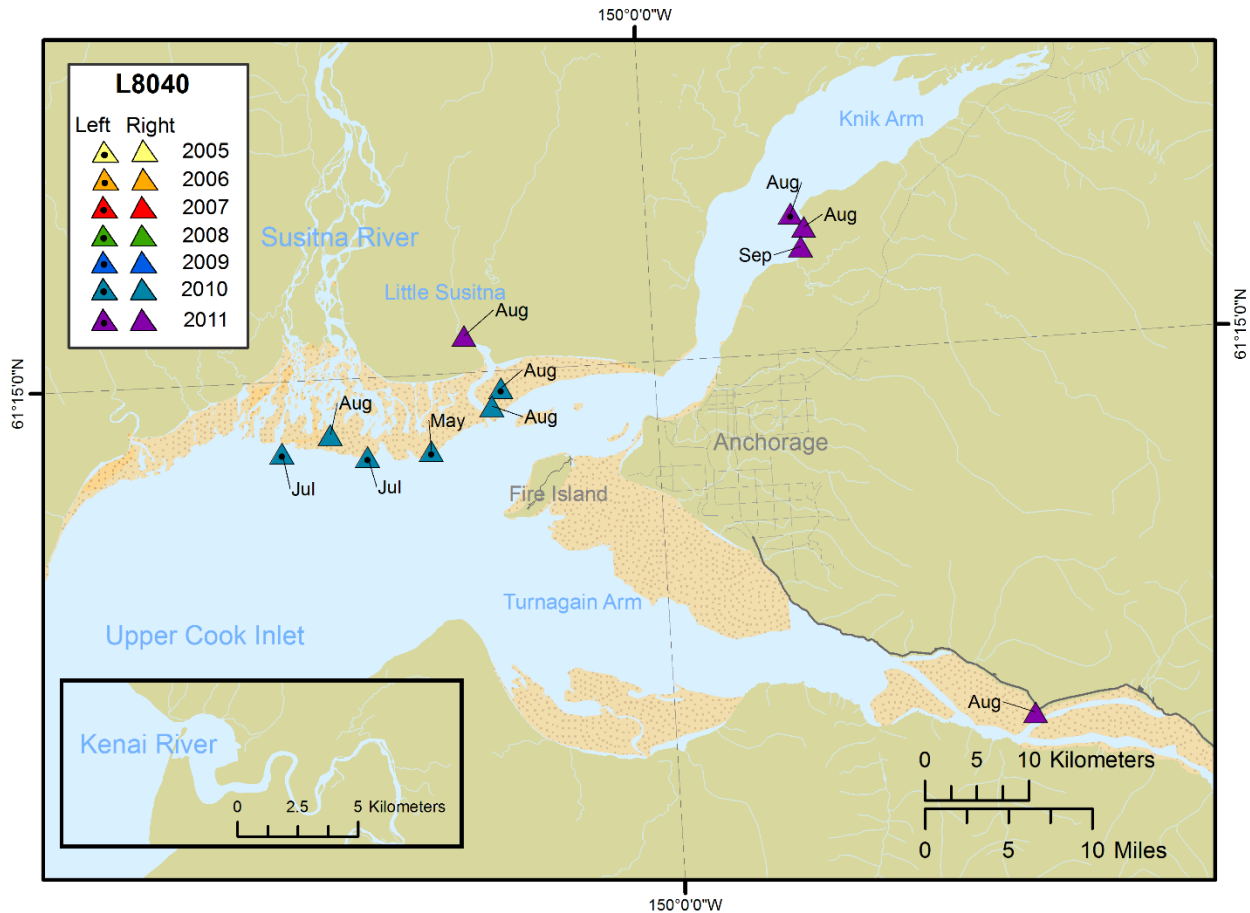 150°0'0"W
L8040
Left Right
2005
2006
2007
2008
2009
2010
2011
Knik Arm
Aug
Aug
Sep
Susitna River
Little Susitna
Aug
61°15'0"N
61°15'0"N
Aug
Aug
Aug
May
Jul
Jul
Anchorage
Fire Island
Turnagain Arm
Upper Cook Inlet
Aug
Kenai River
0 2.5 5 Kilometers
0 5 10 Kilometers
0 5 10 Miles
150°0'0"W